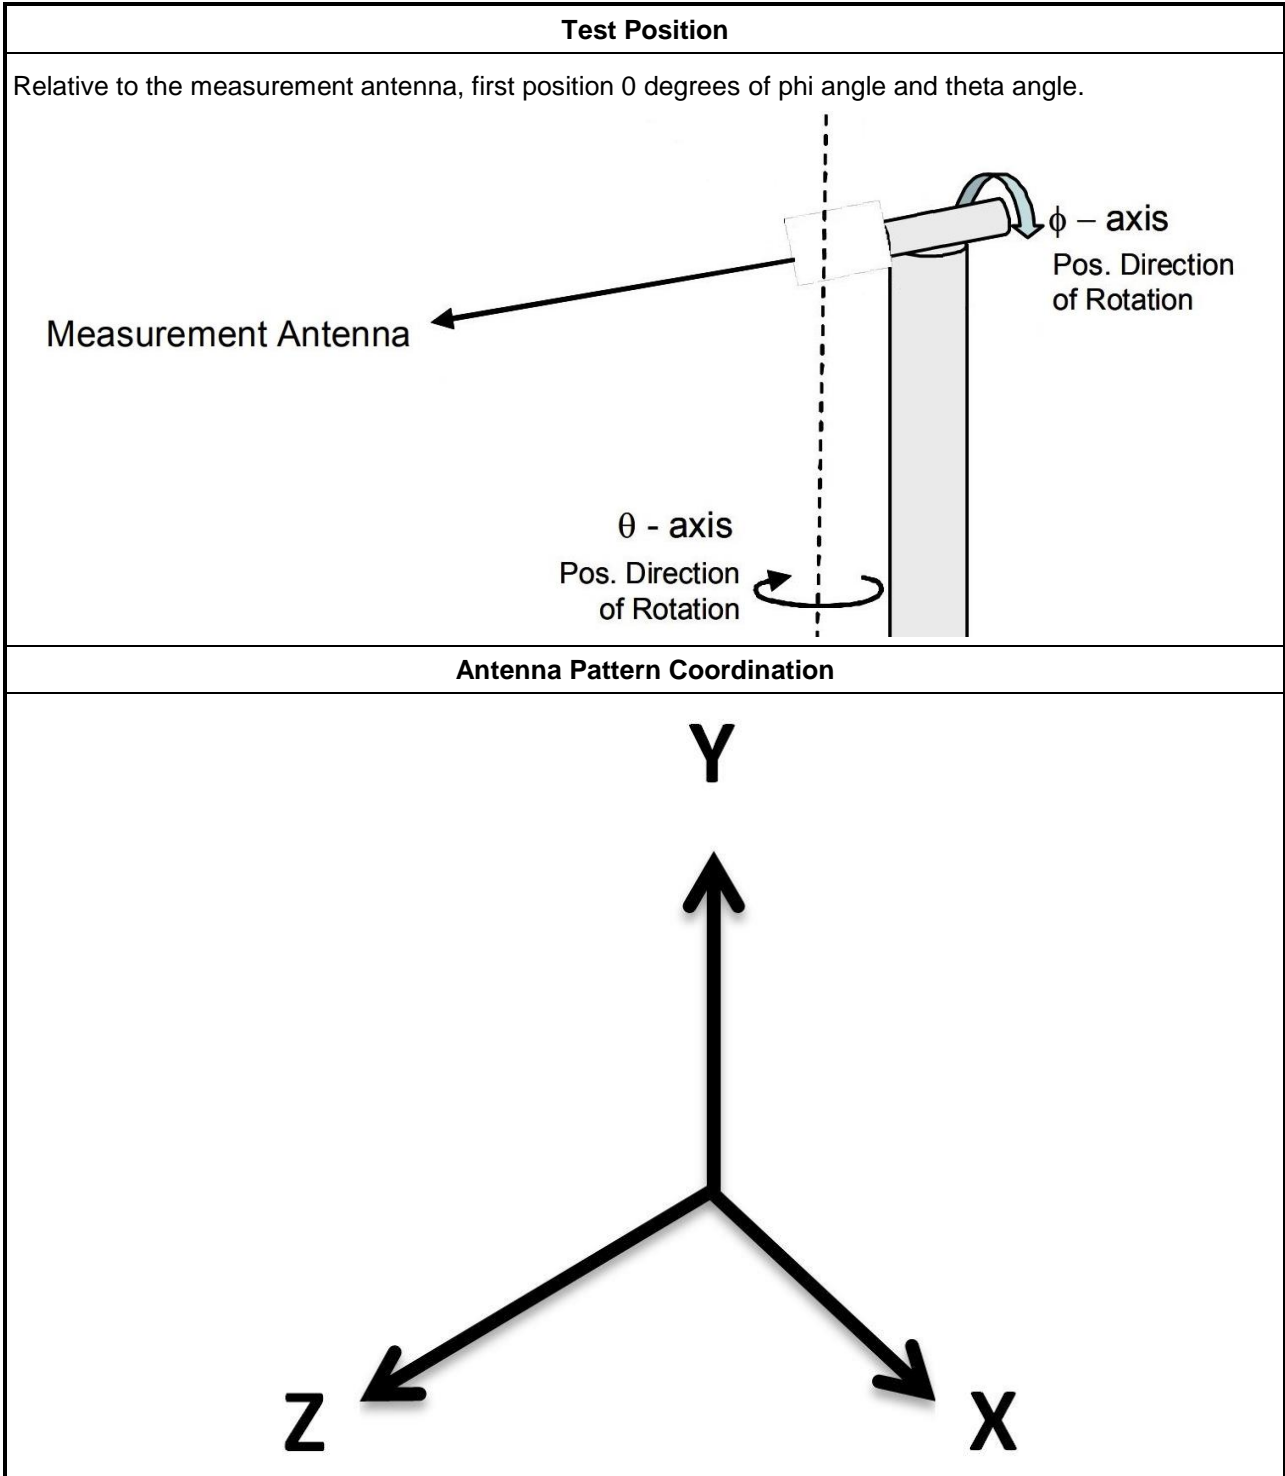 Test Position
Relative to the measurement antenna, first position 0 degrees of phi angle and theta angle.
ϕ – axis
Pos. Direction
of Rotation
Measurement Antenna
θ - axis
Pos. Direction
of Rotation
Antenna Pattern Coordination
Y
Z
X